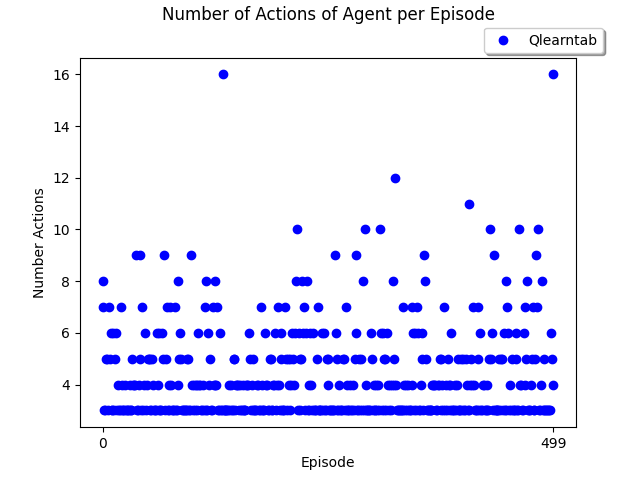 Number of Actions of Agent per Episode
Qlearntab
16
14
12
10
8
6
4
Number Actions
0
499
Episode